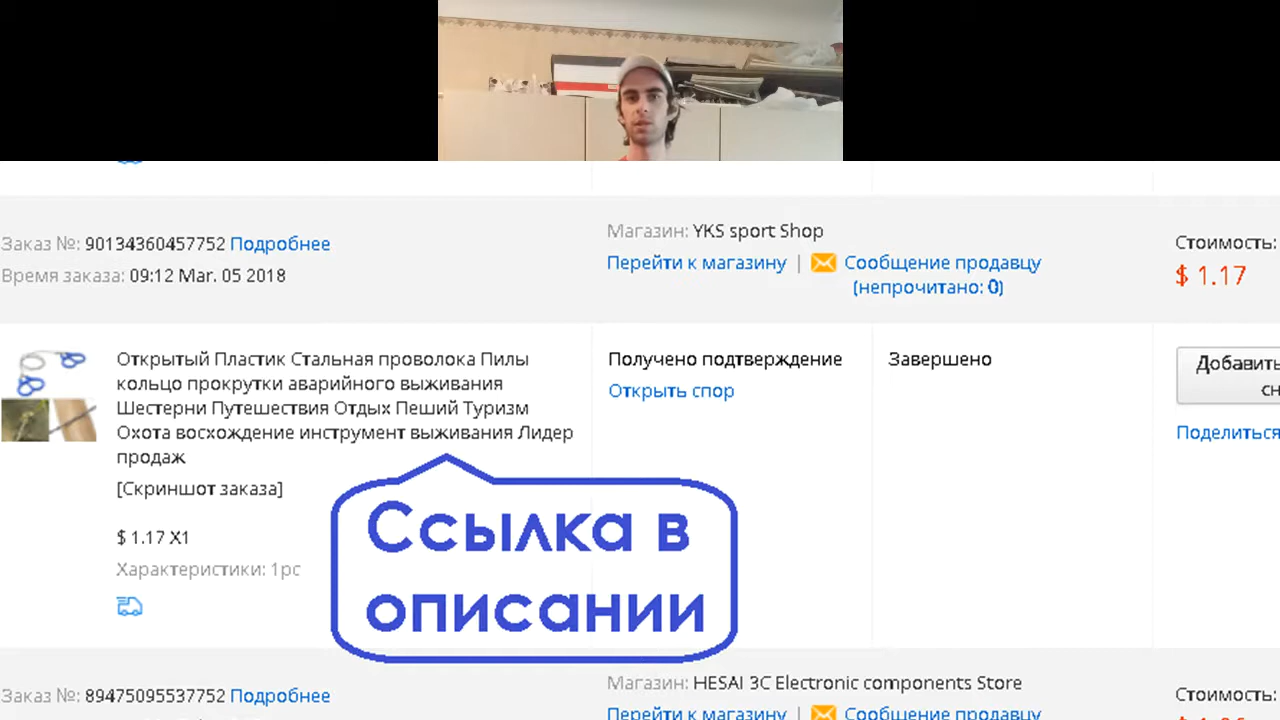 Заказ №: 90134360457752 Подробнее
Время заказа: 09:12 Mar. 05 2018
Магазин: YKS sport Shop
Перейти к магазину | Сообщение продавцу
(непрочитано: 0)
Стоимость:
$ 1.17
Открытый Пластик Стальная проволока Пилы
кольцо прокрутки аварийного выживания
Шестерни Путешествия Отдых Пеший Туризм
Охота восхождение инструмент выживания Лидер
продаж
[Скриншот заказа]
$ 1.17 X1
Характеристики: 1pc
Получено подтверждение
Открыть спор
Завершено
Добавить
сн
Поделиться
Ссылка в
описании
Заказ №: 89475095537752 Подробнее
Магазин: HESAI 3C Electronic components Store
Перейти к магазину | Сообщение продавцу
Стоимость: